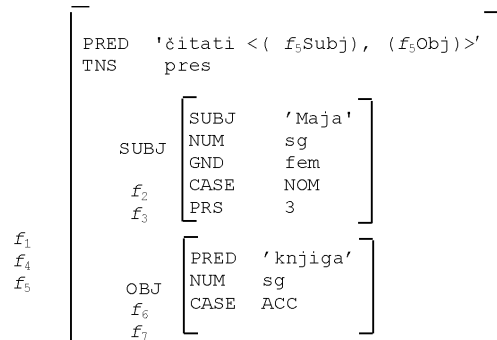 PRED 'čitati <( f₅Subj), (f₅Obj)>'
TNS pres
SUBJ 'Maja'
NUM sg
SUBJ
GND fem
f₂ CASE NOM
f₃ PRS 3
f₁
PRED 'knjiga'
f₄
NUM sg
f₅
OBJ CASE ACC
f₆
f₇